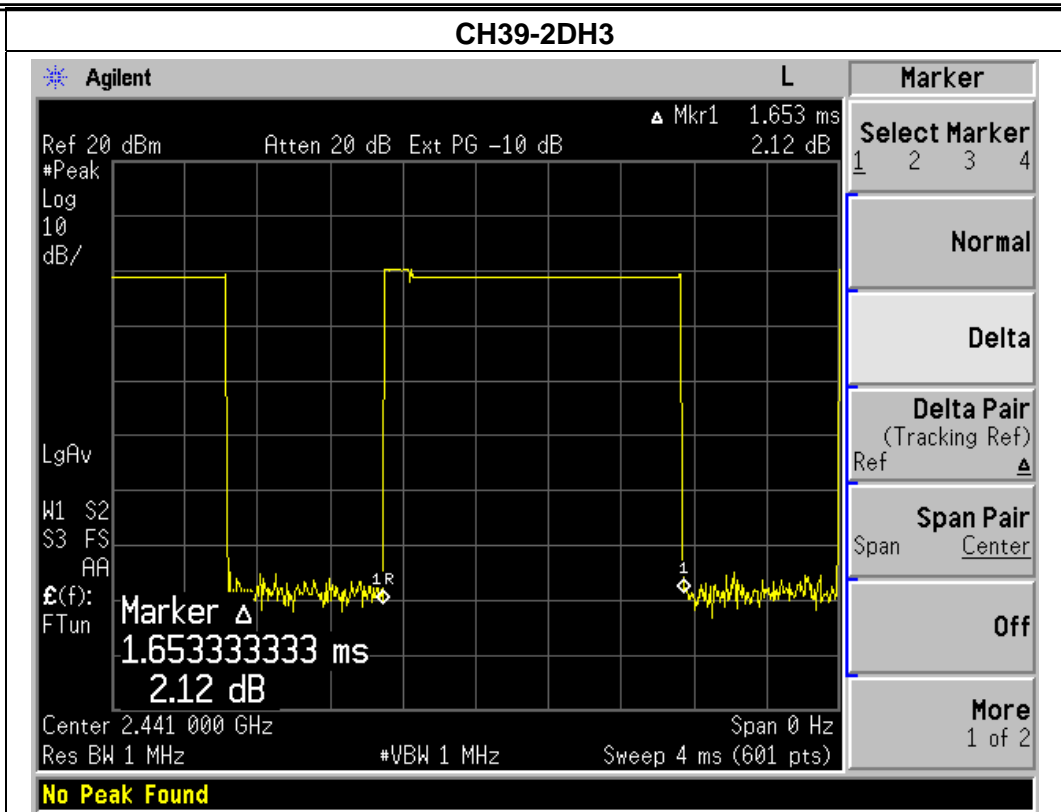 CH39-2DH3
Agilent L Marker
Δ Mkr1 1.653 ms
Ref 20 dBm Atten 20 dB Ext PG -10 dB 2.12 dB
#Peak
Log
10
dB/
LgAv
W1 S2
S3 FS
AA
£(f):
FTun
1R
1
Marker Δ
1.653333333 ms
2.12 dB
Center 2.441 000 GHz Span 0 Hz
Res BW 1 MHz #VBW 1 MHz Sweep 4 ms (601 pts)
No Peak Found
Select Marker
1 2 3 4
Normal
Delta
Delta Pair
(Tracking Ref)
Ref Δ
Span Pair
Span Center
Off
More
1 of 2